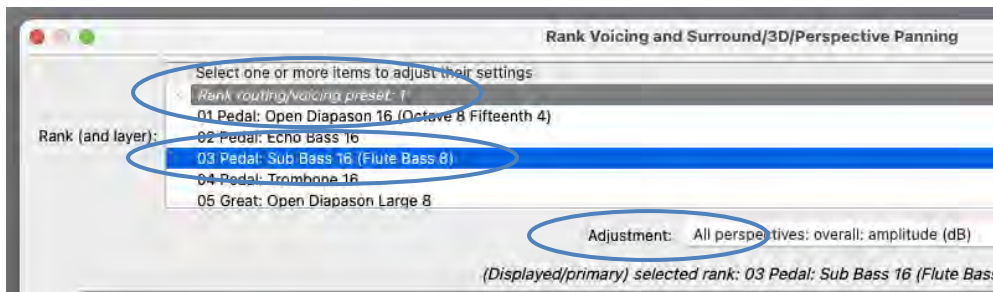 Rank Voicing and Surround/3D/Perspective Panning
Select one or more items to adjust their settings
Rank routing/voicing preset: 1
01 Pedal: Open Diapason 16 (Octave 8 Fifteenth 4)
Rank (and layer):
02 Pedal: Echo Bass 16
03 Pedal: Sub Bass 16 (Flute Bass 8)
04 Pedal: Trombone 16
05 Great: Open Diapason Large 8
Adjustment: All perspectives: overall: amplitude (dB)
(Displayed/primary) selected rank: 03 Pedal: Sub Bass 16 (Flute Bass